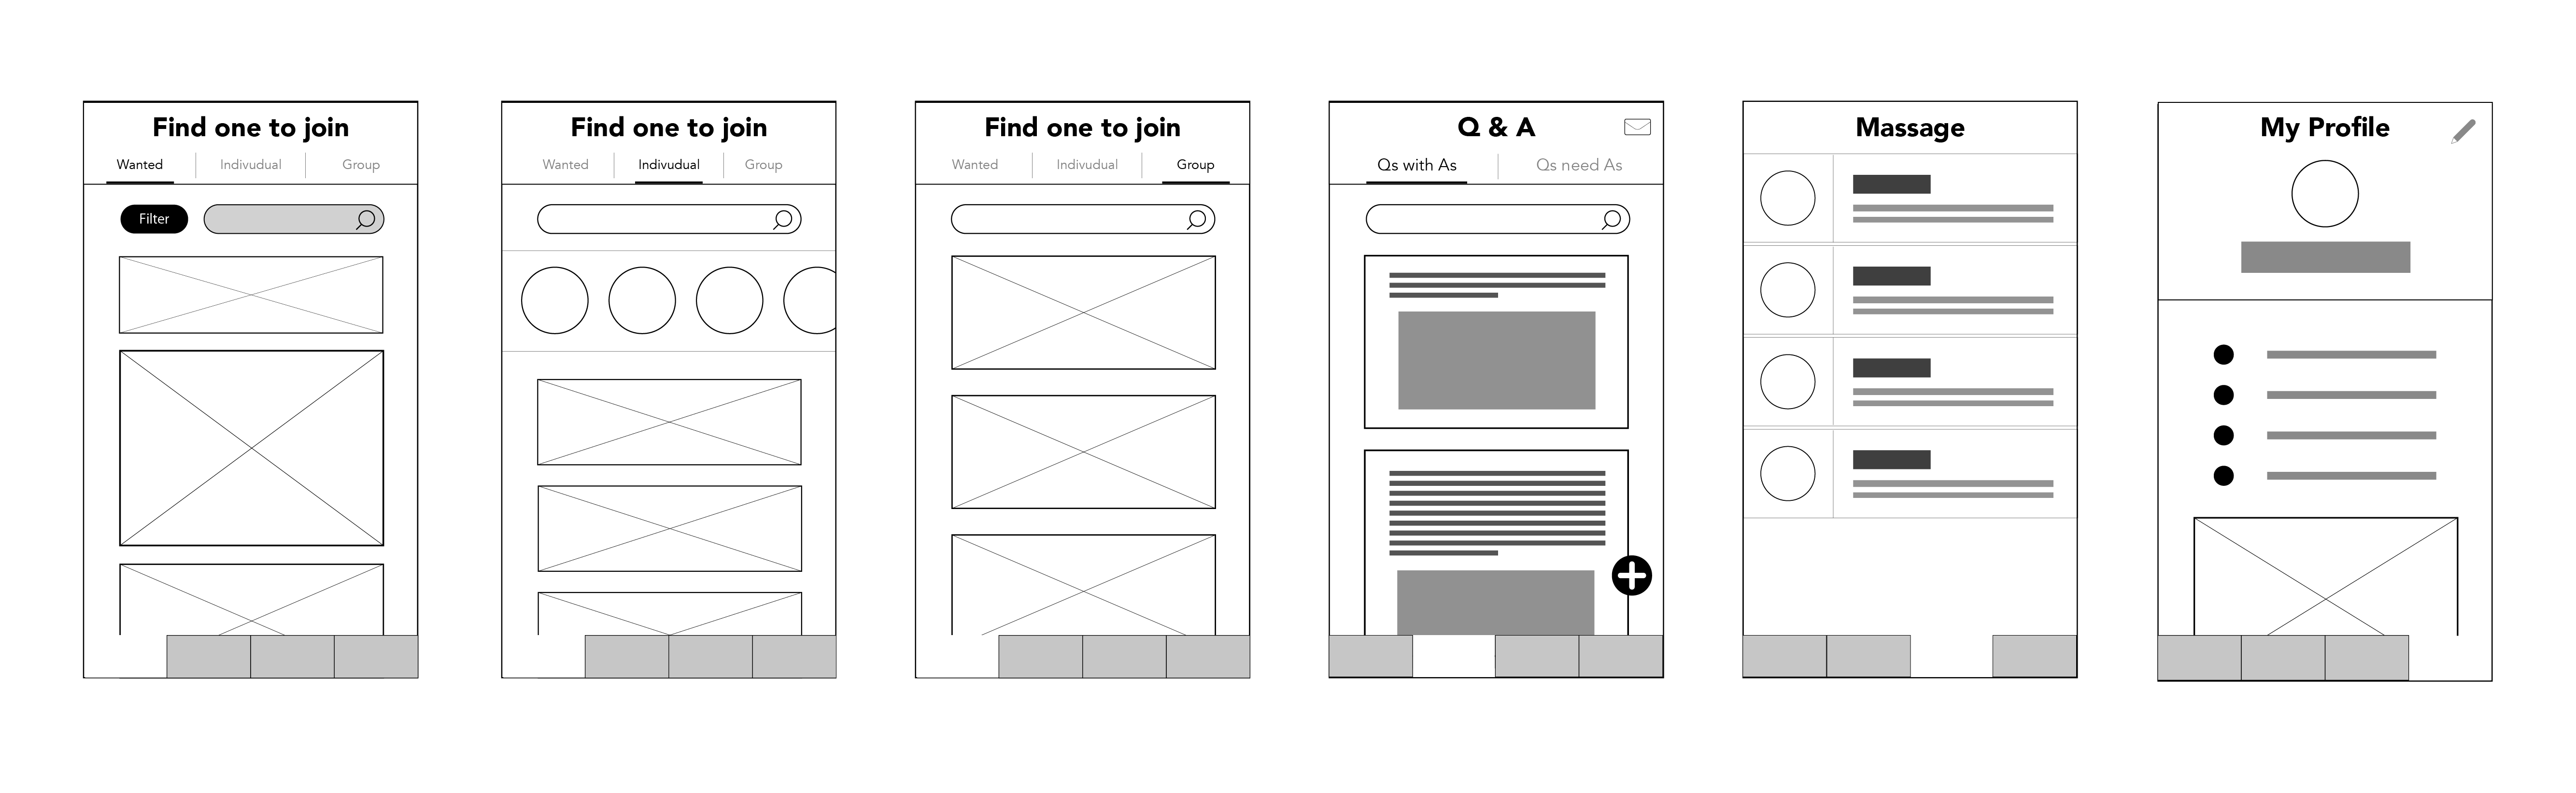 Find one to join
Wanted Indivudual Group
Filter
Find one to join
Wanted Indivudual Group
Find one to join
Wanted Indivudual Group
Q & A
Qs with As Qs need As
Massage
My Profile